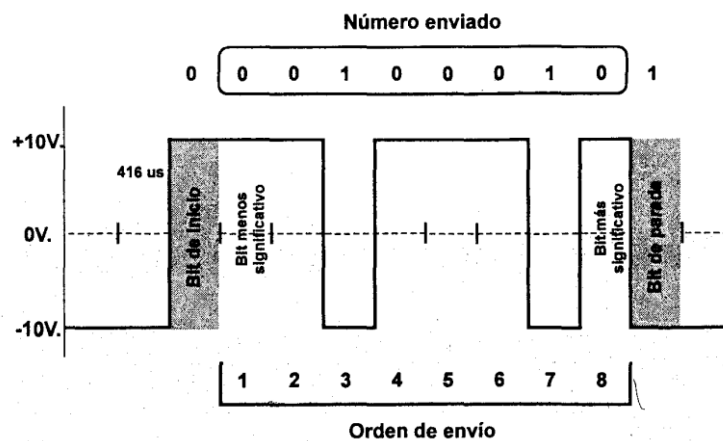 Número enviado
0 0 0 1 0 0 0 1 0 1
+10V.
416 us
0V.
-10V.
Bit de Inicio
Bit menos
significativo
Bit más
significativo
Bit de parada
1 2 3 4 5 6 7 8
Orden de envío